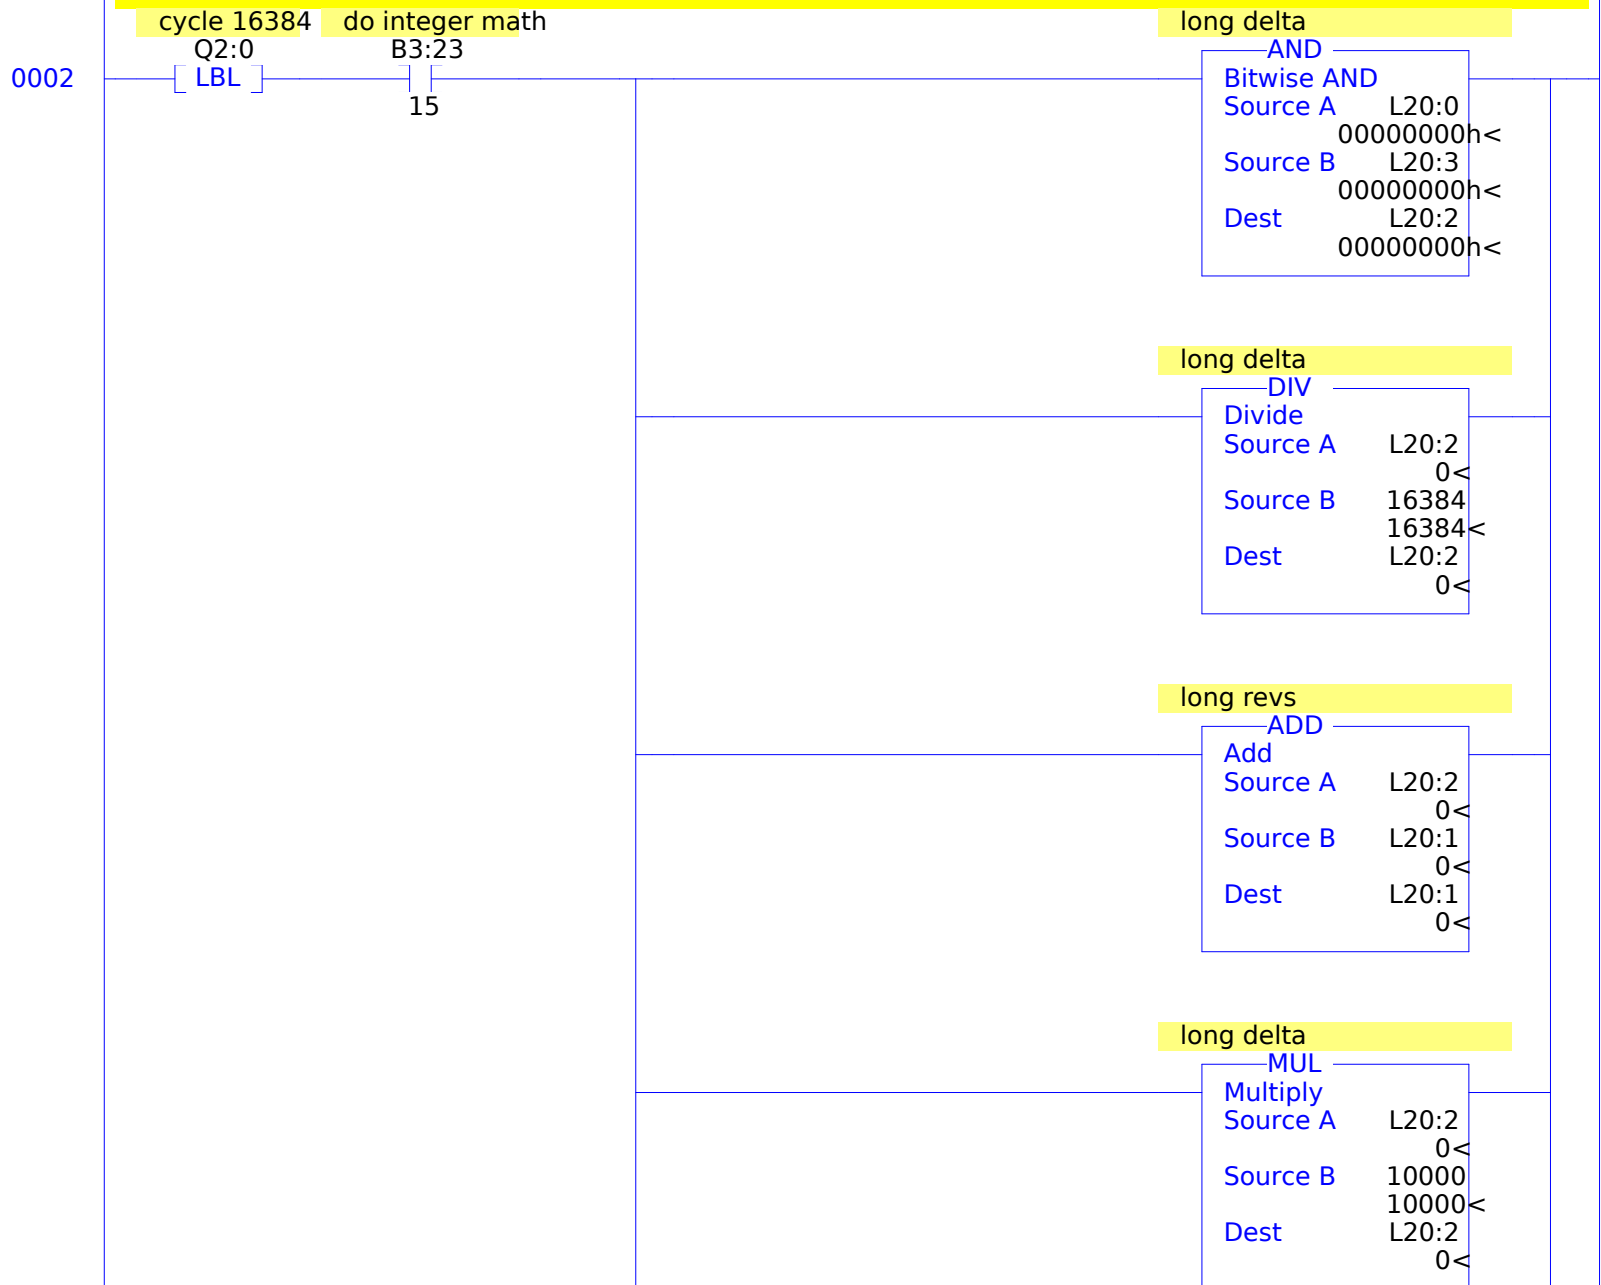 cycle 16384 do integer math long delta
Q2:0 B3:23 AND
0002 LBL Bitwise AND
15 Source A L20:0
00000000h<
Source B L20:3
00000000h<
Dest L20:2
00000000h<
long delta
DIV
Divide
Source A L20:2
0<
Source B 16384
16384<
Dest L20:2
0<
long revs
ADD
Add
Source A L20:2
0<
Source B L20:1
0<
Dest L20:1
0<
long delta
MUL
Multiply
Source A L20:2
0<
Source B 10000
10000<
Dest L20:2
0<